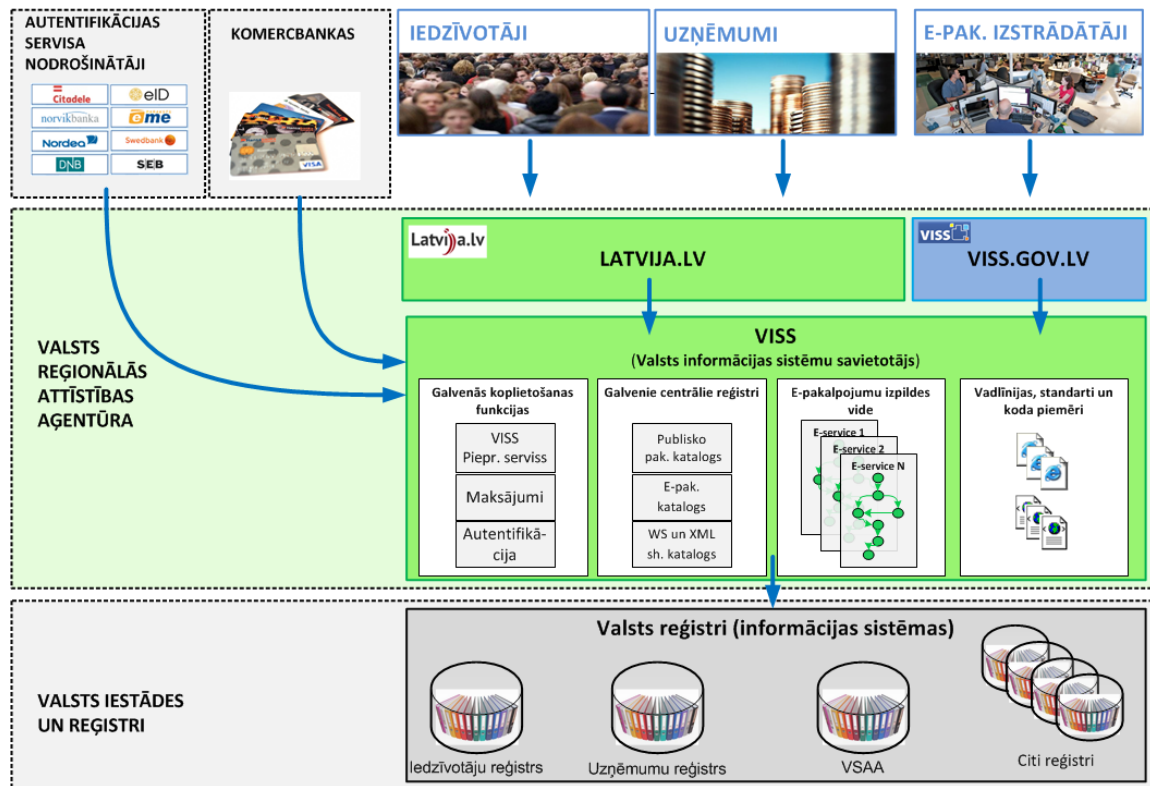 AUTENTIFIKĀCIJAS
SERVISA
NODROŠINĀTĀJI
Citadele
eID
norvikbanka
eme
Nordea
Swedbank
DNB
SEB
KOMERCBANKAS
VISA
IEDZĪVOTĀJI
UZŅĒMUMI
E-PAK. IZSTRĀDĀTĀJI
Latvija.lv
LATVIJA.LV
VISS
VISS.GOV.LV
VALSTS
REĢIONĀLĀS
ATTĪSTĪBAS
AĢENTŪRA
VISS
(Valsts informācijas sistēmu savietotājs)
Galvenās koplietošanas
funkcijas
VISS
Piepr. serviss
Maksājumi
Autentifikā-
cija
Galvenie centrālie reģistri
Publisko
pak. katalogs
E-pak.
katalogs
WS un XML
sh. katalogs
E-pakalpojumu izpildes
vide
E-service 1
E-service 2
E-service N
Vadlīnijas, standarti un
koda piemēri
VALSTS IESTĀDES
UN REĢISTRI
Valsts reģistri (informācijas sistēmas)
Iedzīvotāju reģistrs
Uzņēmumu reģistrs
VSAA
Citi reģistri